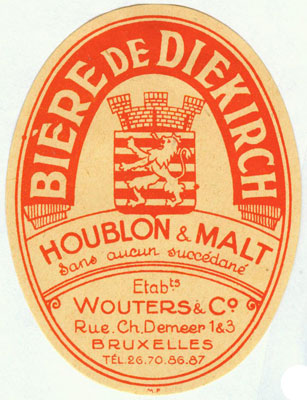 BIÈRE DE DIEKIRCH
HOUBLON & MALT
Sans aucun succédané
Etabts
WOUTERS & Co
Rue. Ch. Demeer 1&3
BRUXELLES
TÉL. 26.70.86.87
M.P.